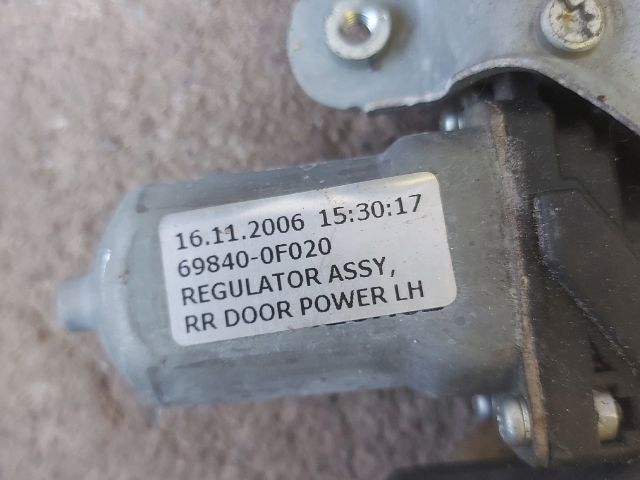 16.11.2006 15:30:17
69840-0F020
REGULATOR ASSY,
RR DOOR POWER LH